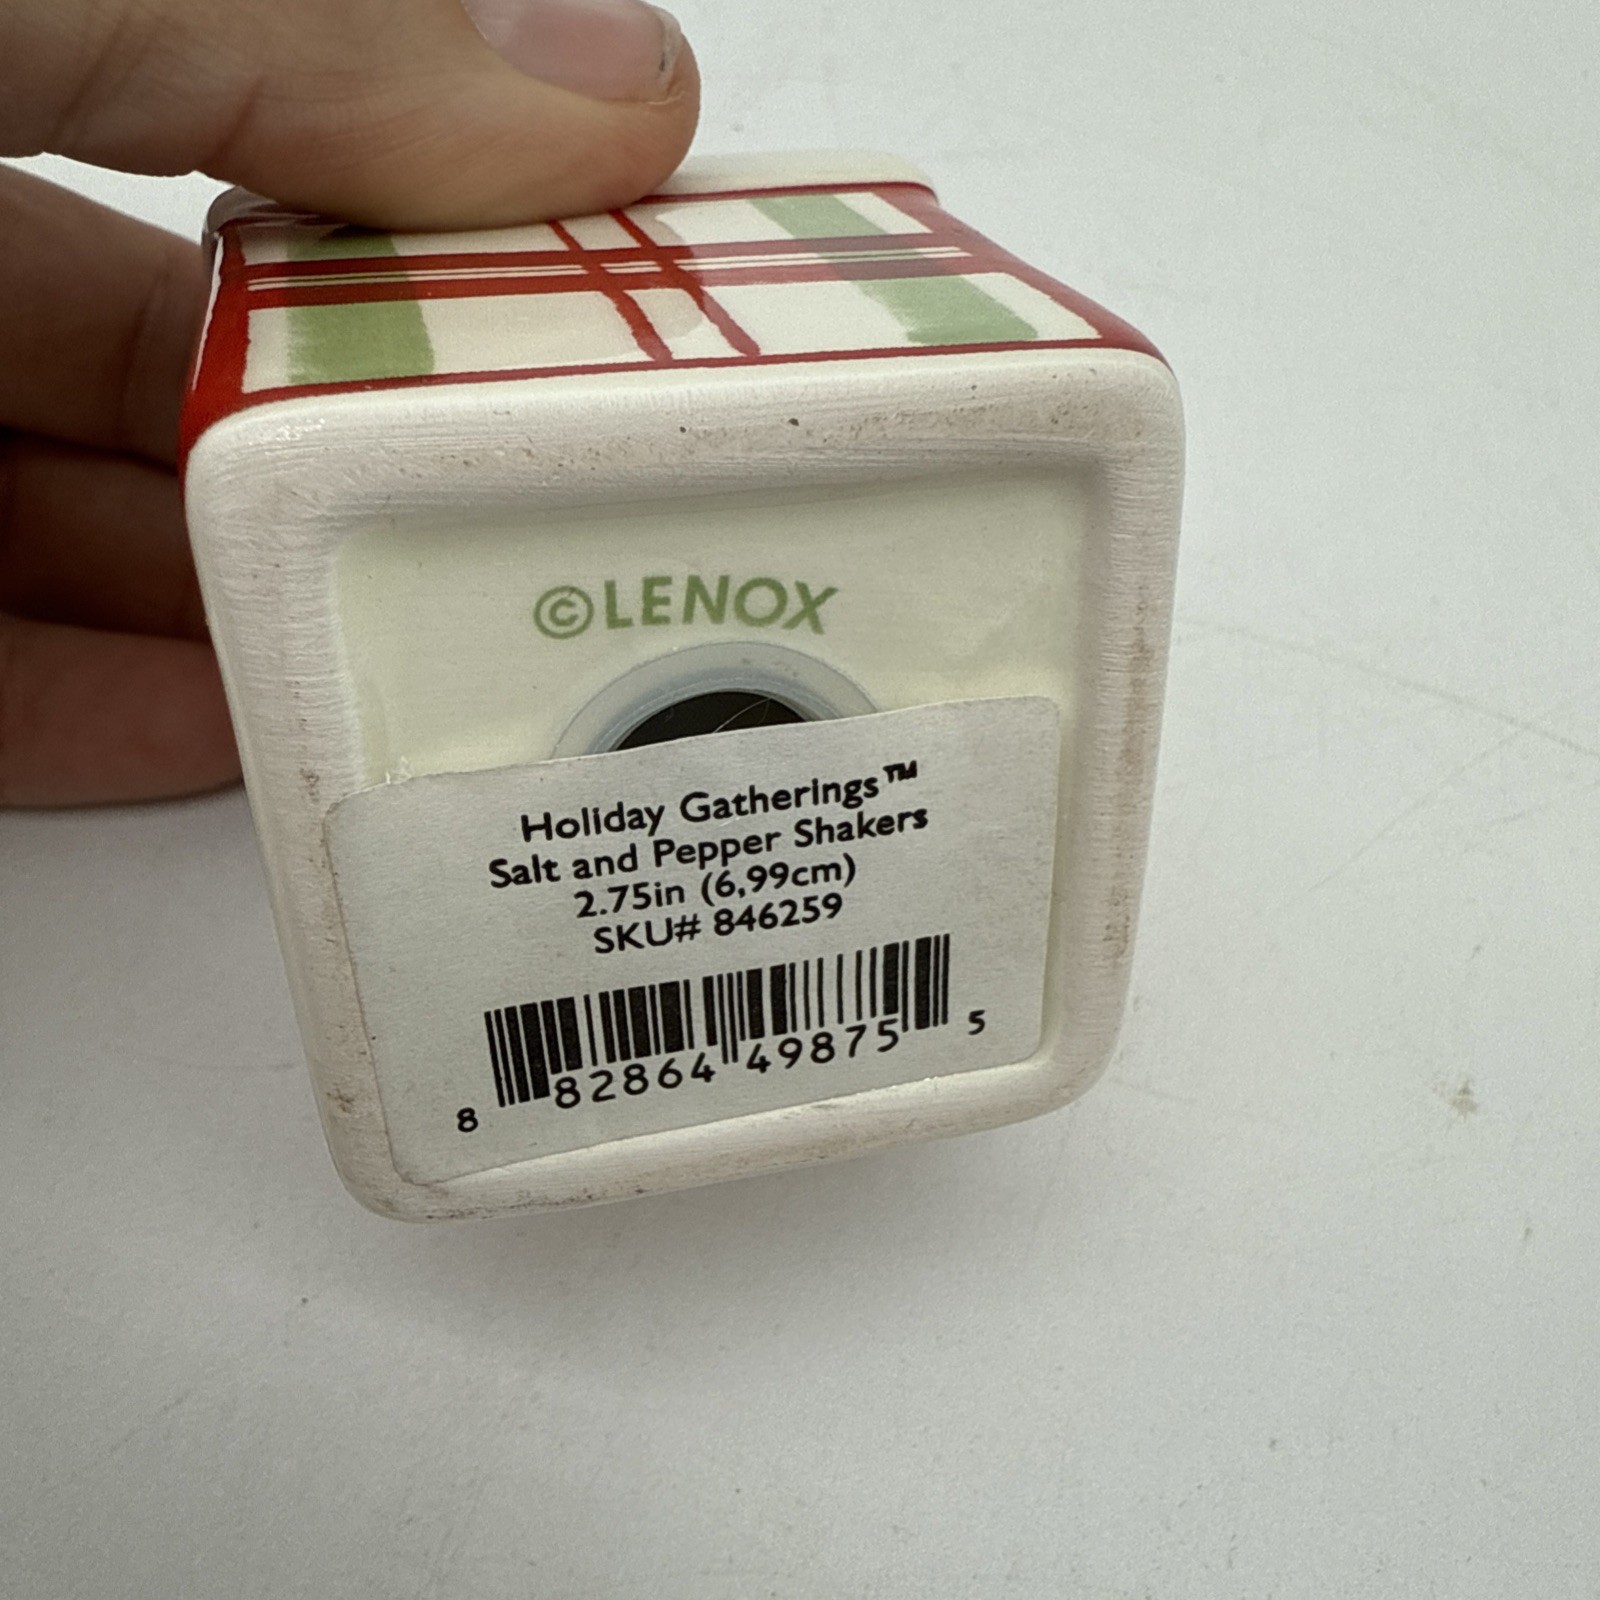 ©LENOX
Holiday Gatherings™
Salt and Pepper Shakers
2.75in (6,99cm)
SKU# 846259
8 82864 49875 5